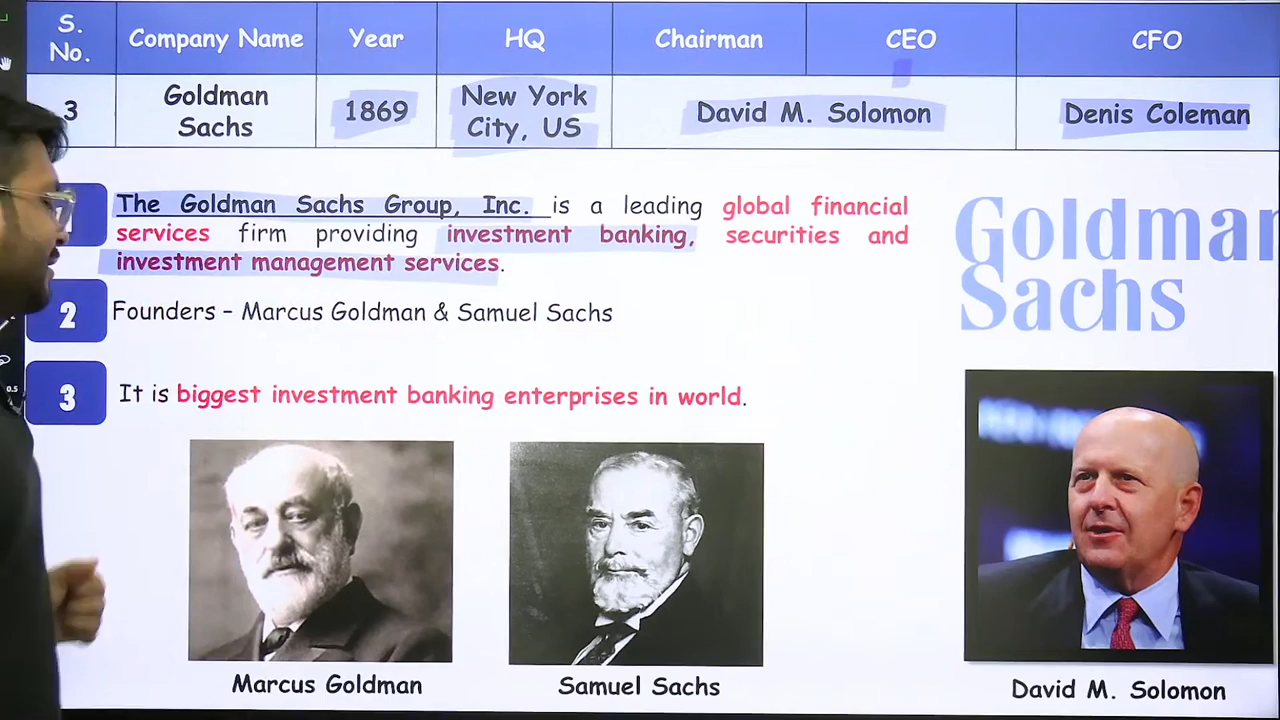 S. No. Company Name Year HQ Chairman CEO CFO
3 Goldman Sachs 1869 New York City, US David M. Solomon Denis Coleman
The Goldman Sachs Group, Inc. is a leading global financial
services firm providing investment banking, securities and
investment management services.
Goldman
Sachs
2 Founders – Marcus Goldman & Samuel Sachs
3 It is biggest investment banking enterprises in world.
0.5
Marcus Goldman
Samuel Sachs
David M. Solomon